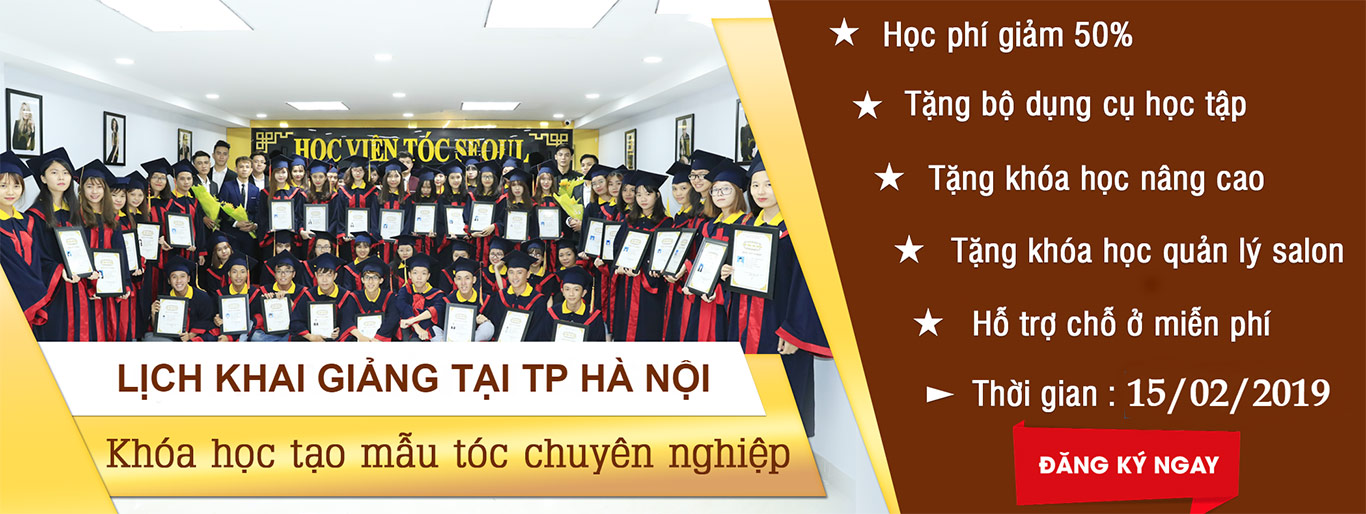 HỌC VIỆN TÓC SEOUL
LỊCH KHAI GIẢNG TẠI TP HÀ NỘI
Khóa học tạo mẫu tóc chuyên nghiệp
★ Học phí giảm 50%
★ Tặng bộ dụng cụ học tập
★ Tặng khóa học nâng cao
★ Tặng khóa học quản lý salon
★ Hỗ trợ chỗ ở miễn phí
► Thời gian : 15/02/2019
ĐĂNG KÝ NGAY